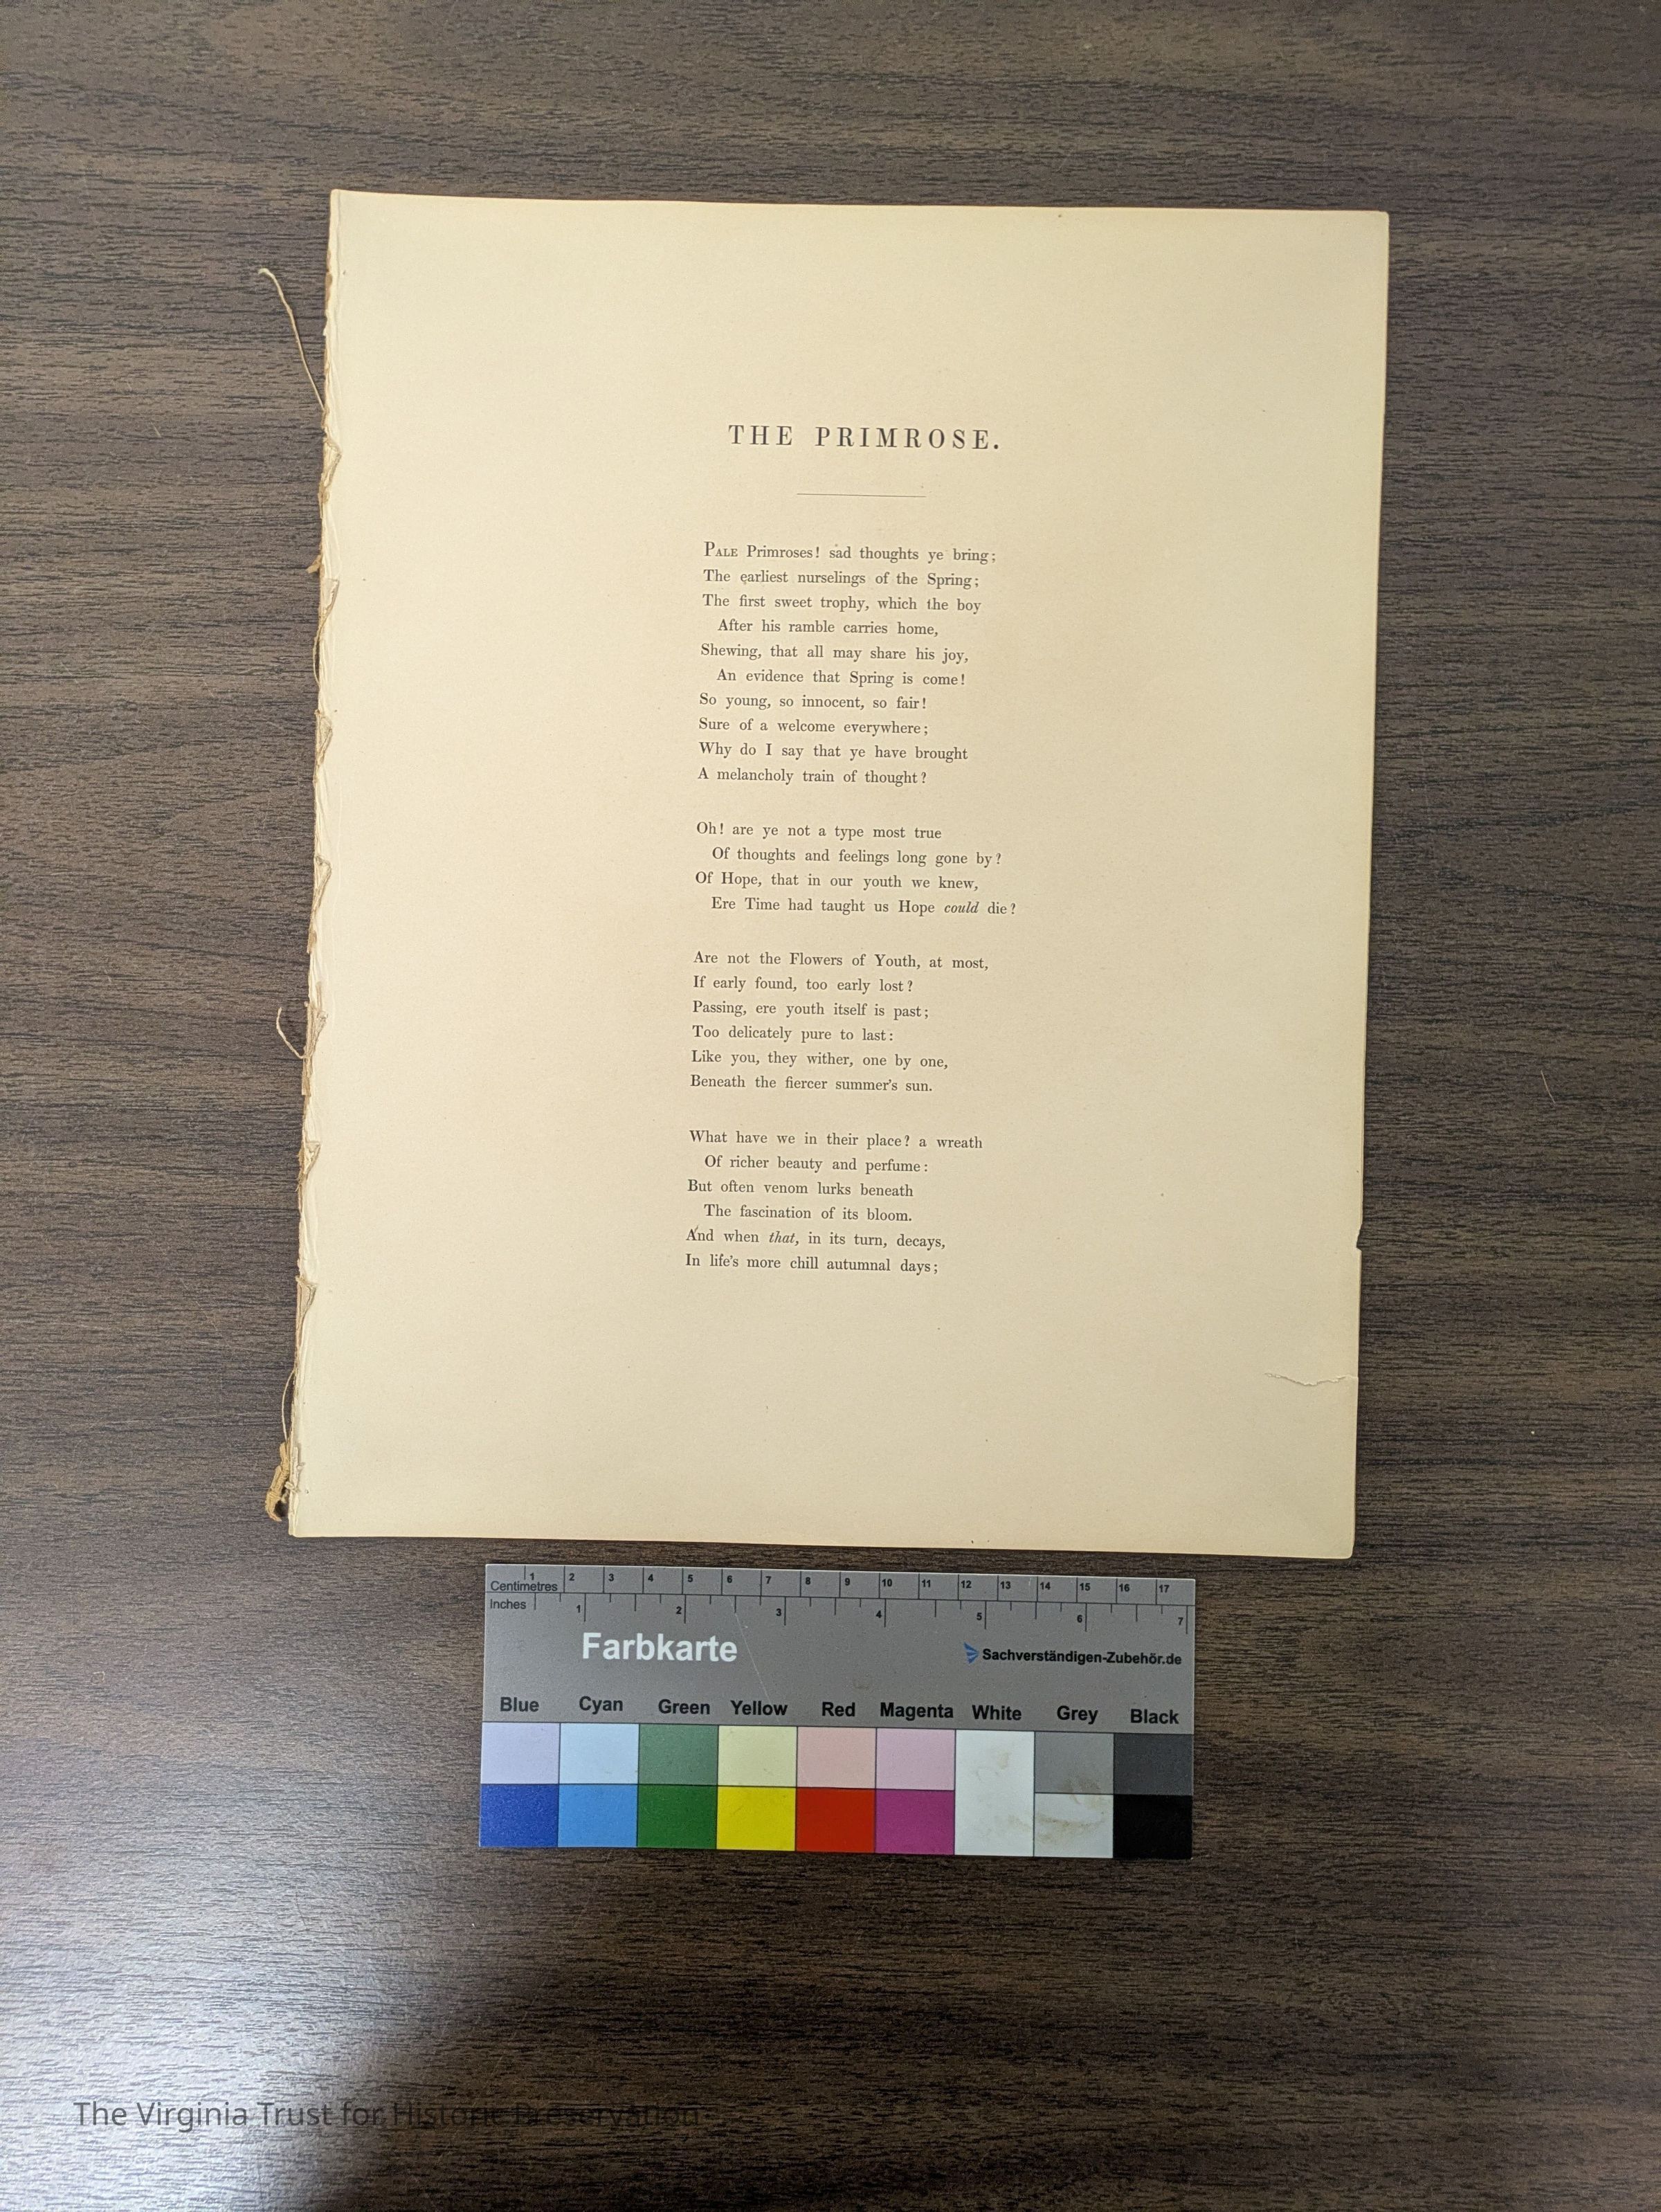 THE PRIMROSE.
PALE Primroses! sad thoughts ye bring;
The earliest nurselings of the Spring;
The first sweet trophy, which the boy
After his ramble carries home,
Shewing, that all may share his joy,
An evidence that Spring is come!
So young, so innocent, so fair!
Sure of a welcome everywhere;
Why do I say that ye have brought
A melancholy train of thought?
Oh! are ye not a type most true
Of thoughts and feelings long gone by?
Of Hope, that in our youth we knew,
Ere Time had taught us Hope could die?
Are not the Flowers of Youth, at most,
If early found, too early lost?
Passing, ere youth itself is past;
Too delicately pure to last:
Like you, they wither, one by one,
Beneath the fiercer summer's sun.
What have we in their place? a wreath
Of richer beauty and perfume:
But often venom lurks beneath
The fascination of its bloom.
And when that, in its turn, decays,
In life's more chill autumnal days;
1 2 3 4 5 6 7 8 9 10 11 12 13 14 15 16 17
Centimetres
Inches 1 2 3 4 5 6 7
Farbkarte
Sachverständigen-Zubehör.de
Blue Cyan Green Yellow Red Magenta White Grey Black
The Virginia Trust for Historic Preservation